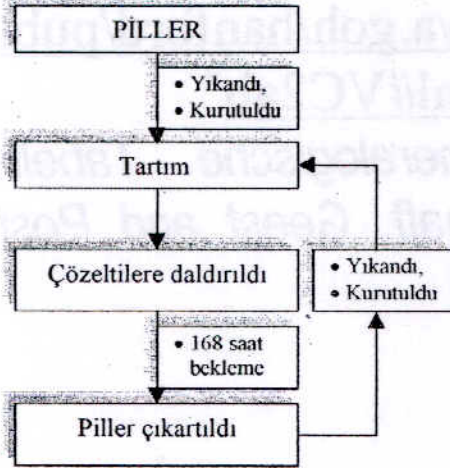 PİLLER
• Yıkandı,
• Kurutuldu
Tartım
Çözeltilere daldırıldı
• Yıkandı,
• Kurutuldu
• 168 saat
bekleme
Piller çıkartıldı